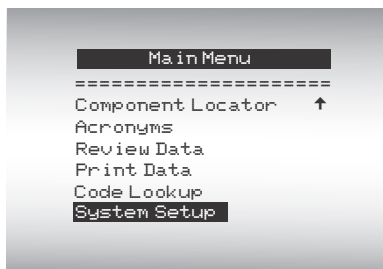 Main Menu
=====================
Component Locator ↑
Acronyms
Review Data
Print Data
Code Lookup
System Setup